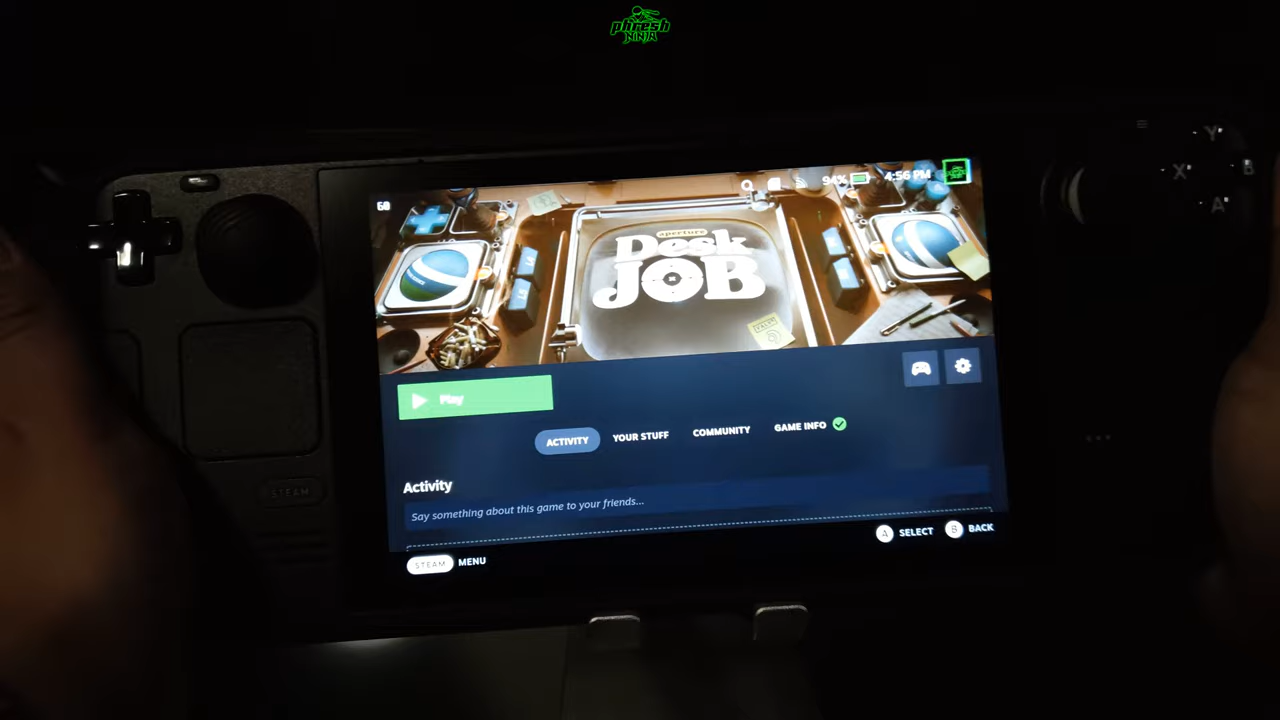 phresh
NINJA
60
94%
4:56 PM
aperture
Desk
JOB
Play
ACTIVITY
YOUR STUFF
COMMUNITY
GAME INFO
Activity
Say something about this game to your friends...
A SELECT
B BACK
STEAM MENU
STEAM
Y
X
B
A